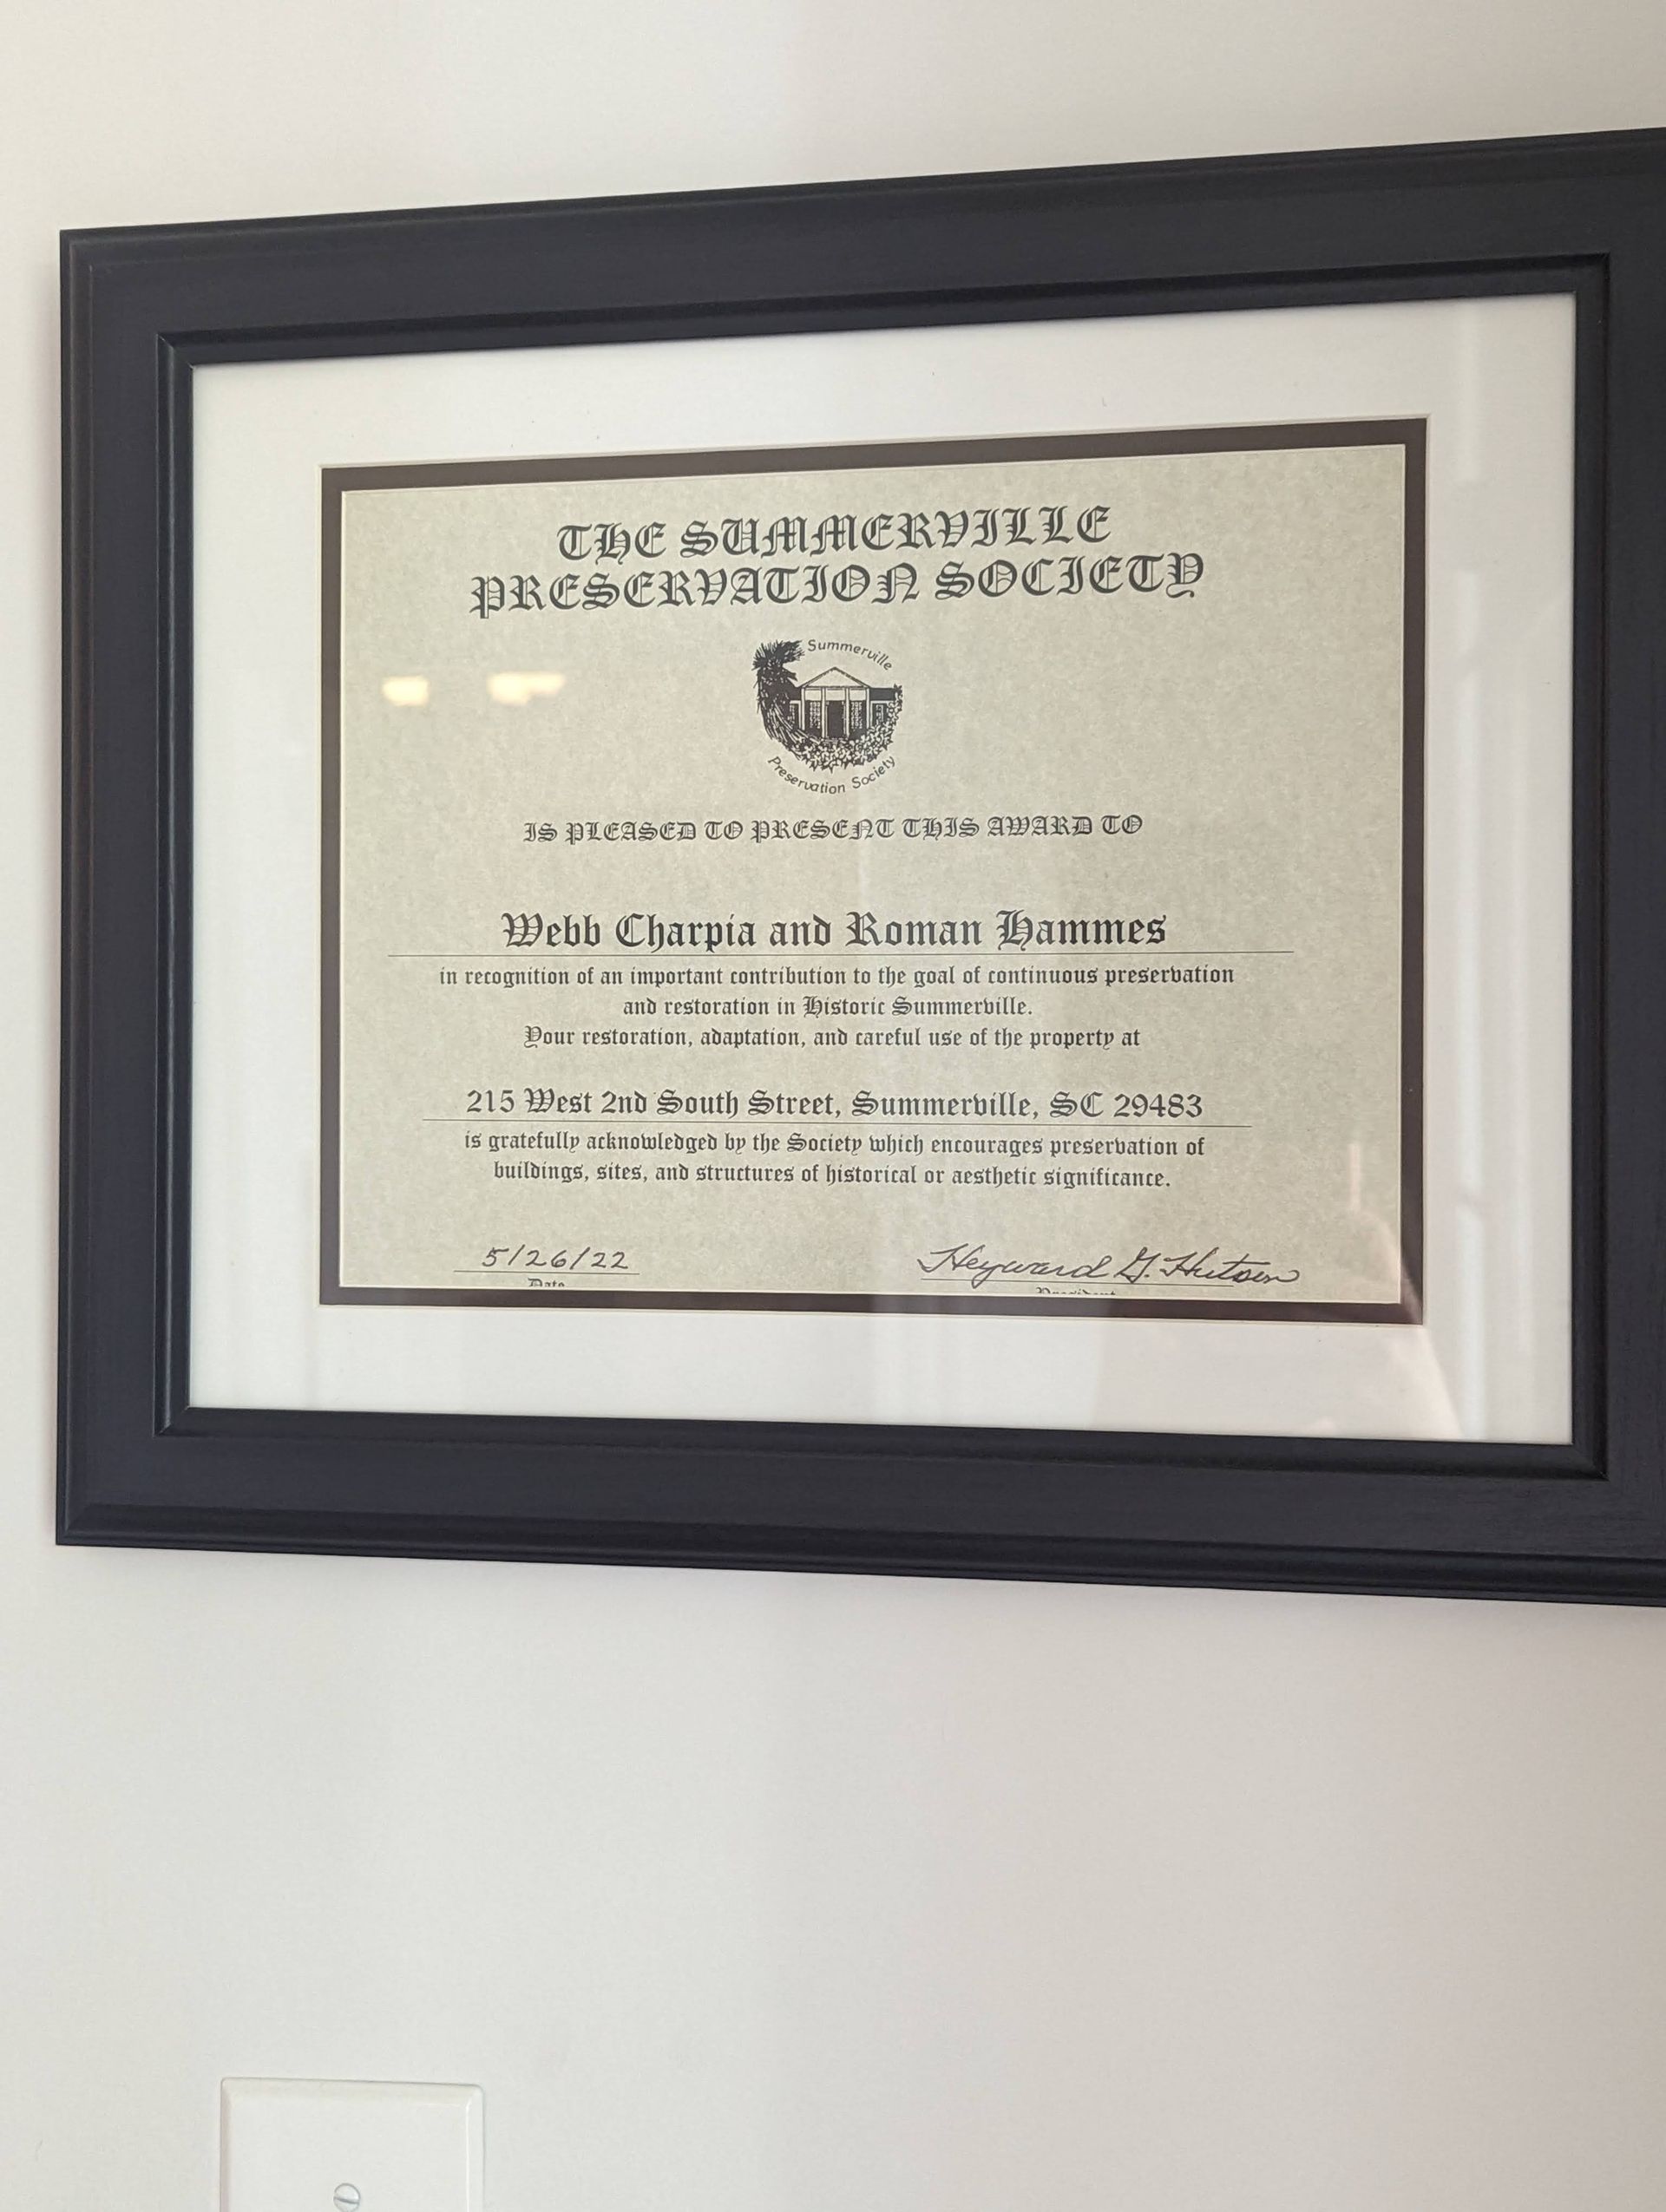 THE SUMMERVILLE
PRESERVATION SOCIETY
Summerville
Preservation Society
IS PLEASED TO PRESENT THIS AWARD TO
Webb Charpia and Roman Hammes
in recognition of an important contribution to the goal of continuous preservation
and restoration in Historic Summerville.
Your restoration, adaptation, and careful use of the property at
215 West 2nd South Street, Summerville, SC 29483
is gratefully acknowledged by the Society which encourages preservation of
buildings, sites, and structures of historical or aesthetic significance.
5/26/22 Heyward G. Hutson
Date President